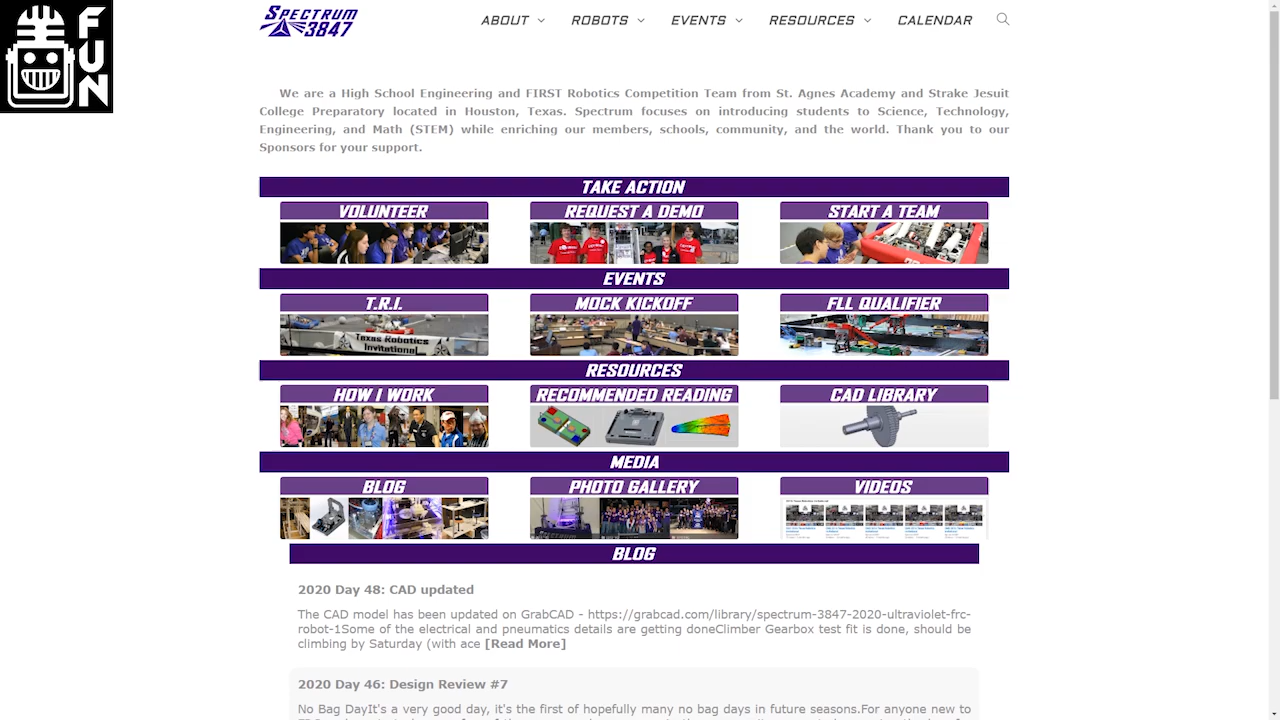 FUN
SPECTRUM
3847
ABOUT
ROBOTS
EVENTS
RESOURCES
CALENDAR
We are a High School Engineering and FIRST Robotics Competition Team from St. Agnes Academy and Strake Jesuit
College Preparatory located in Houston, Texas. Spectrum focuses on introducing students to Science, Technology,
Engineering, and Math (STEM) while enriching our members, schools, community, and the world. Thank you to our
Sponsors for your support.
TAKE ACTION
VOLUNTEER
REQUEST A DEMO
START A TEAM
EVENTS
T.R.I.
MOCK KICKOFF
FLL QUALIFIER
Texas Robotics
Invitational
RESOURCES
HOW I WORK
RECOMMENDED READING
CAD LIBRARY
MEDIA
BLOG
PHOTO GALLERY
VIDEOS
BLOG
2020 Day 48: CAD updated
The CAD model has been updated on GrabCAD - https://grabcad.com/library/spectrum-3847-2020-ultraviolet-frc-
robot-1Some of the electrical and pneumatics details are getting doneClimber Gearbox test fit is done, should be
climbing by Saturday (with ace [Read More]
2020 Day 46: Design Review #7
No Bag DayIt's a very good day, it's the first of hopefully many no bag days in future seasons.For anyone new to